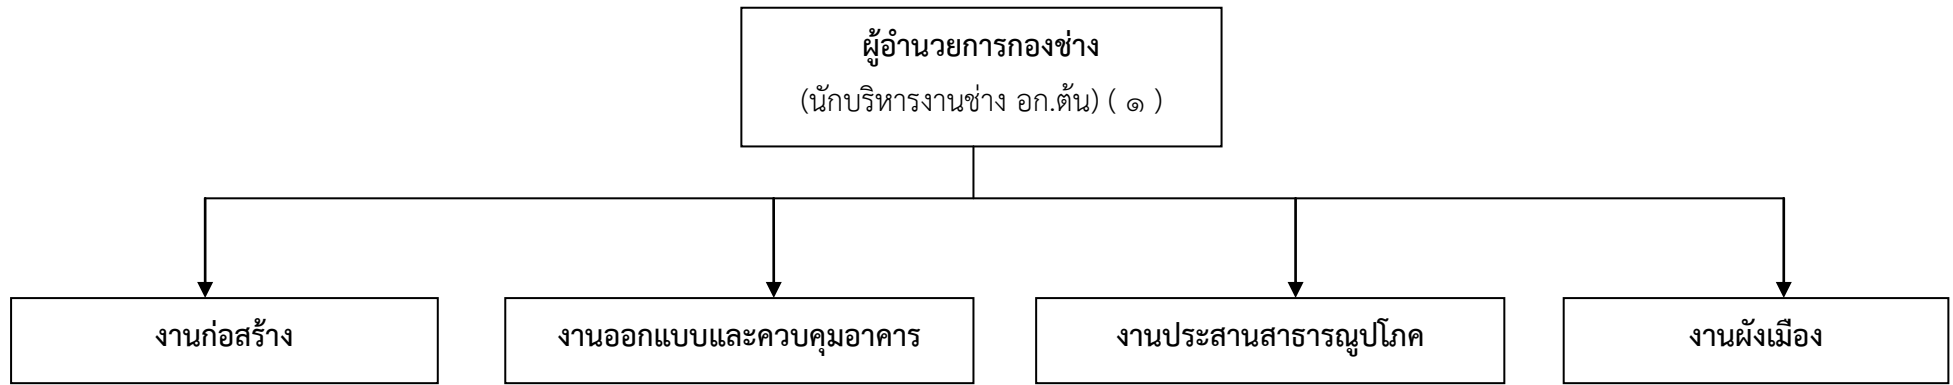 ผู้อำนวยการกองช่าง
(นักบริหารงานช่าง อก.ต้น) ( ๑ )
งานก่อสร้าง
งานออกแบบและควบคุมอาคาร
งานประสานสาธารณูปโภค
งานผังเมือง